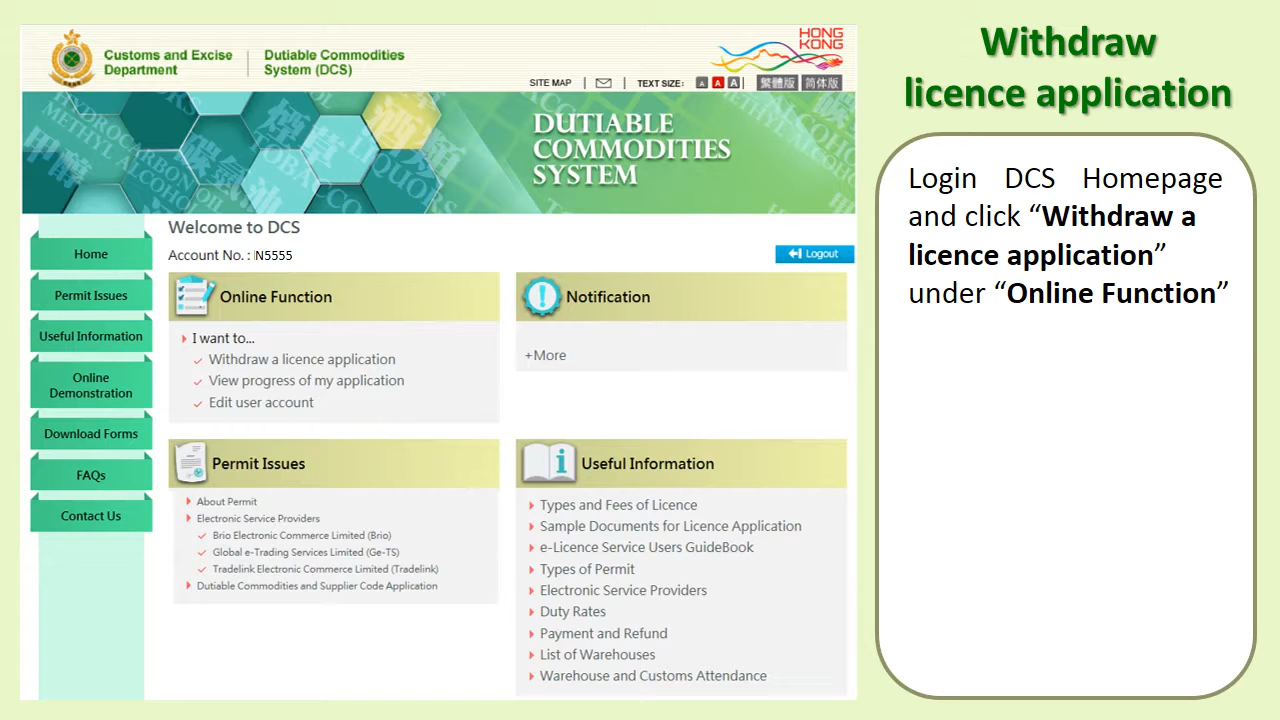 Customs and Excise
Department
Dutiable Commodities
System (DCS)
HONG
KONG
SITE MAP
TEXT SIZE:
A
A
A
繁體版
简体版
DUTIABLE
COMMODITIES
SYSTEM
Welcome to DCS
Account No. : IN5555
Logout
Home
Permit Issues
Useful Information
Online
Demonstration
Download Forms
FAQs
Contact Us
Online Function
I want to...
Withdraw a licence application
View progress of my application
Edit user account
Notification
+More
Permit Issues
About Permit
Electronic Service Providers
Brio Electronic Commerce Limited (Brio)
Global e-Trading Services Limited (Ge-TS)
Tradelink Electronic Commerce Limited (Tradelink)
Dutiable Commodities and Supplier Code Application
Useful Information
Types and Fees of Licence
Sample Documents for Licence Application
e-Licence Service Users GuideBook
Types of Permit
Electronic Service Providers
Duty Rates
Payment and Refund
List of Warehouses
Warehouse and Customs Attendance
Withdraw
licence application
Login DCS Homepage
and click “Withdraw a
licence application”
under “Online Function”